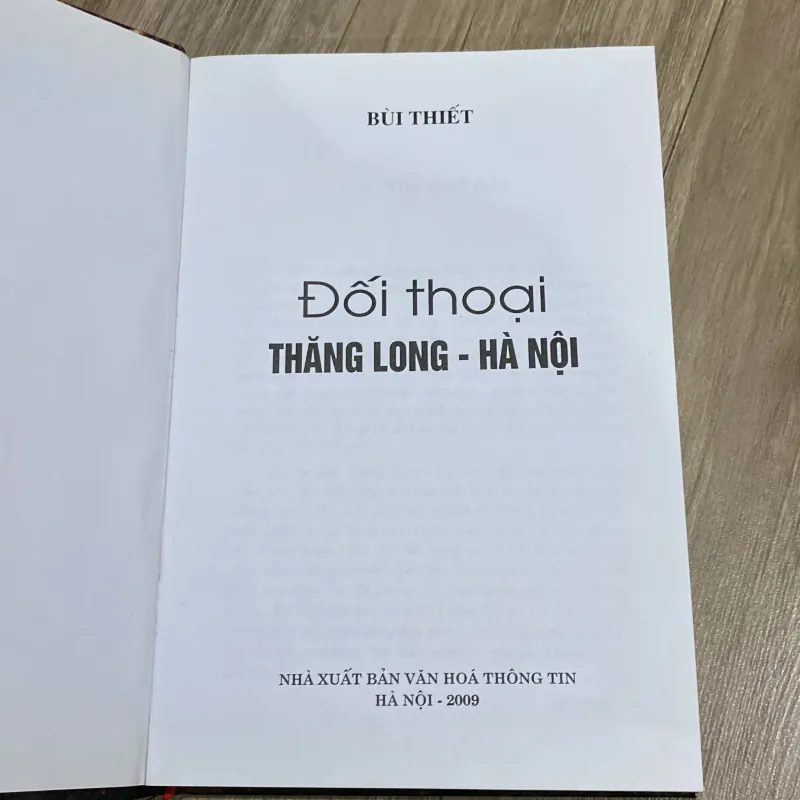 BÙI THIẾT
Đối thoại
THĂNG LONG - HÀ NỘI
NHÀ XUẤT BẢN VĂN HOÁ THÔNG TIN
HÀ NỘI - 2009